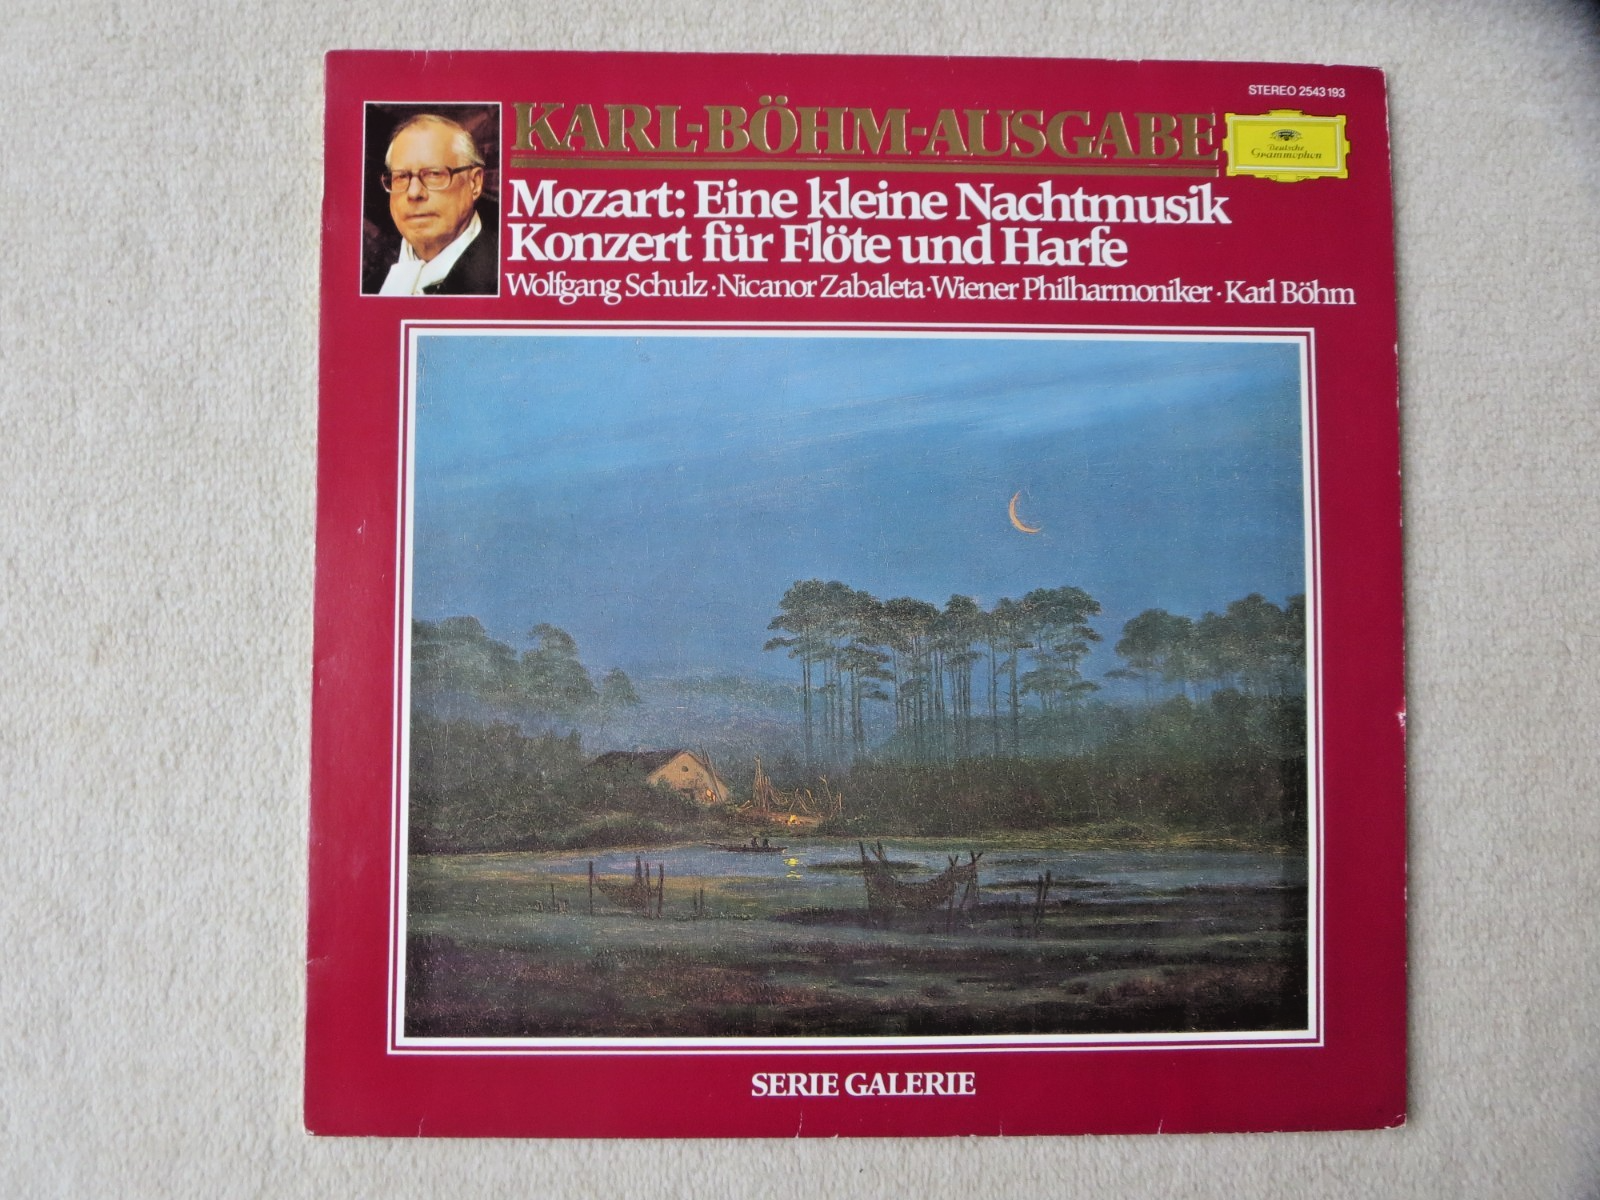 STEREO 2543 193
KARL-BÖHM-AUSGABE
Deutsche
Grammophon
Mozart: Eine kleine Nachtmusik
Konzert für Flöte und Harfe
Wolfgang Schulz · Nicanor Zabaleta · Wiener Philharmoniker · Karl Böhm
SERIE GALERIE